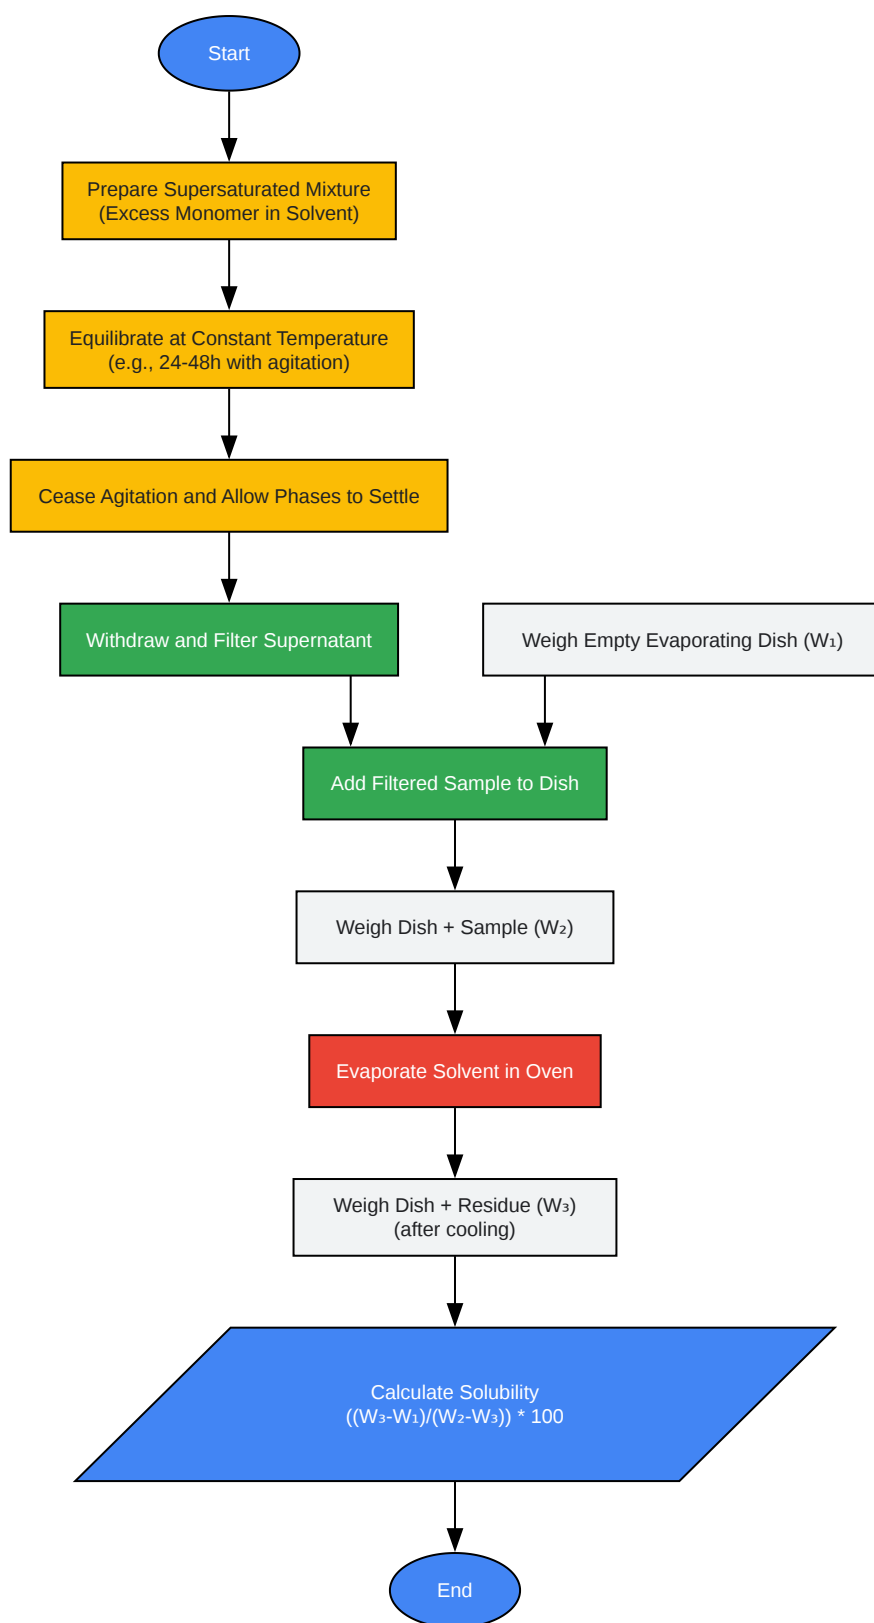 Start
Prepare Supersaturated Mixture
(Excess Monomer in Solvent)
Equilibrate at Constant Temperature
(e.g., 24-48h with agitation)
Cease Agitation and Allow Phases to Settle
Withdraw and Filter Supernatant
Weigh Empty Evaporating Dish (W₁)
Add Filtered Sample to Dish
Weigh Dish + Sample (W₂)
Evaporate Solvent in Oven
Weigh Dish + Residue (W₃)
(after cooling)
Calculate Solubility
((W₃-W₁)/(W₂-W₃)) * 100
End